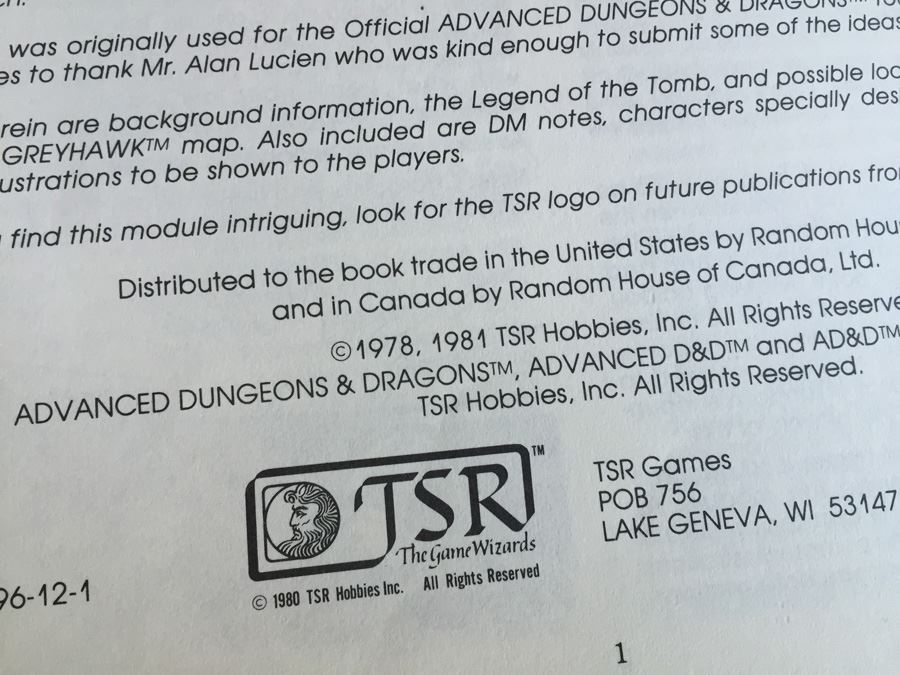 was originally used for the Official ADVANCED DUNGEONS & DRAGONS™
es to thank Mr. Alan Lucien who was kind enough to submit some of the ideas
rein are background information, the Legend of the Tomb, and possible loc
GREYHAWK™ map. Also included are DM notes, characters specially des
ustrations to be shown to the players.
find this module intriguing, look for the TSR logo on future publications fro
Distributed to the book trade in the United States by Random Hou
and in Canada by Random House of Canada, Ltd.
©1978, 1981 TSR Hobbies, Inc. All Rights Reserve
ADVANCED DUNGEONS & DRAGONS™, ADVANCED D&D™ and AD&D™
TSR Hobbies, Inc. All Rights Reserved.
TSR™
The Game Wizards
© 1980 TSR Hobbies Inc. All Rights Reserved
TSR Games
POB 756
LAKE GENEVA, WI 53147
96-12-1
1